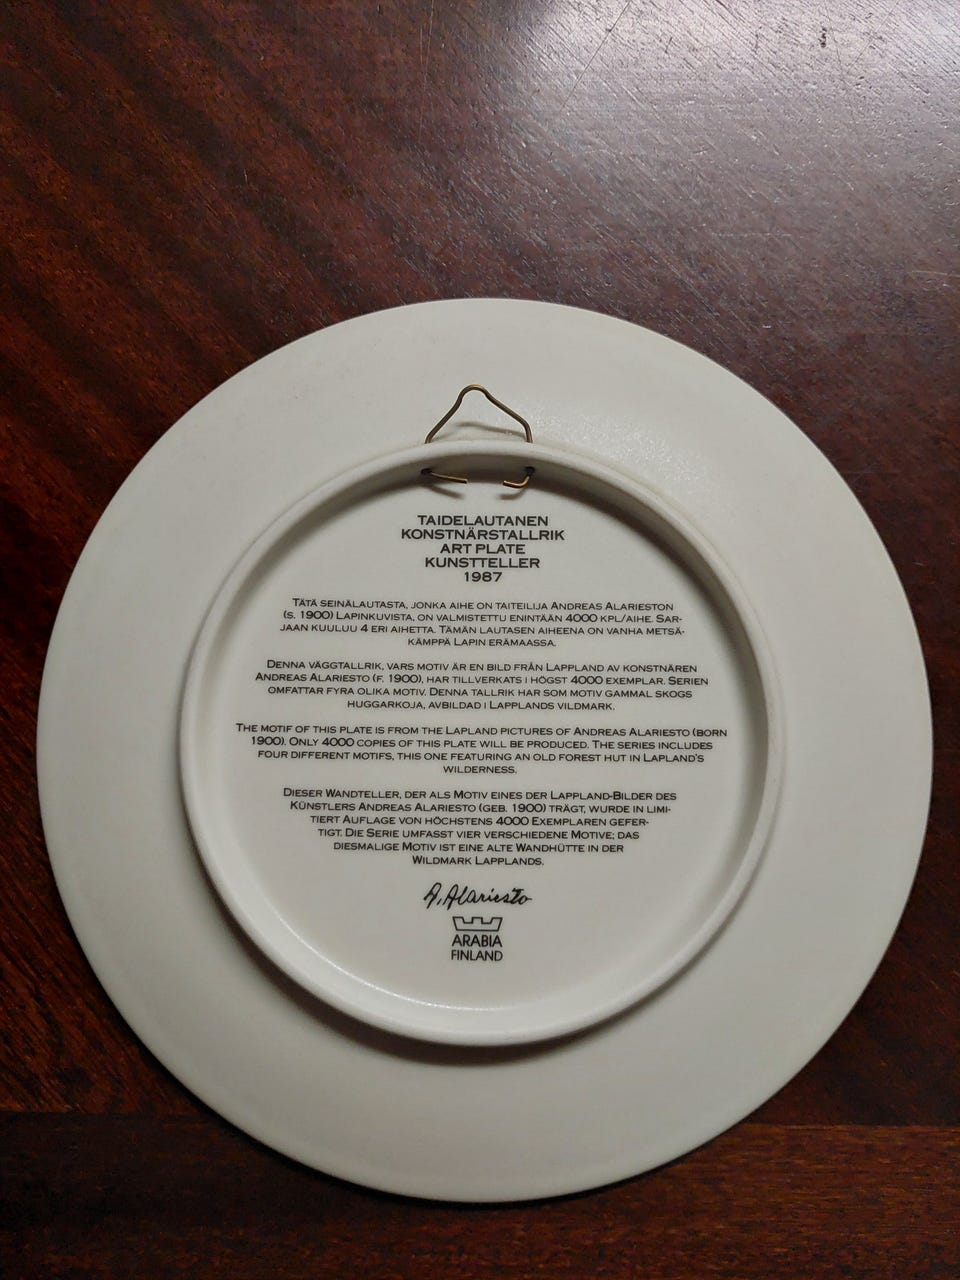 TAIDELAUTANEN
KONSTNÄRSTALLRIK
ART PLATE
KUNSTTELLER
1987
TÄTÄ SEINÄLAUTASTA, JONKA AIHE ON TAITEILIJA ANDREAS ALARIESTON
(S. 1900) LAPINKUVISTA, ON VALMISTETTU ENINTÄÄN 4000 KPL/AIHE. SAR-
JAAN KUULUU 4 ERI AIHETTA. TÄMÄN LAUTASEN AIHEENA ON VANHA METSÄ-
KÄMPPÄ LAPIN ERÄMAASSA.
DENNA VÄGGTALLRIK, VARS MOTIV ÄR EN BILD FRÅN LAPPLAND AV KONSTNÄREN
ANDREAS ALARIESTO (F. 1900), HAR TILLVERKATS I HÖGST 4000 EXEMPLAR. SERIEN
OMFATTAR FYRA OLIKA MOTIV. DENNA TALLRIK HAR SOM MOTIV GAMMAL SKOGS
HUGGARKOJA, AVBILDAD I LAPPLANDS VILDMARK.
THE MOTIF OF THIS PLATE IS FROM THE LAPLAND PICTURES OF ANDREAS ALARIESTO (BORN
1900). ONLY 4000 COPIES OF THIS PLATE WILL BE PRODUCED. THE SERIES INCLUDES
FOUR DIFFERENT MOTIFS, THIS ONE FEATURING AN OLD FOREST HUT IN LAPLAND'S
WILDERNESS.
DIESER WANDTELLER, DER ALS MOTIV EINES DER LAPPLAND-BILDER DES
KÜNSTLERS ANDREAS ALARIESTO (GEB. 1900) TRÄGT, WURDE IN LIMI-
TIERT AUFLAGE VON HÖCHSTENS 4000 EXEMPLAREN GEFER-
TIGT. DIE SERIE UMFASST VIER VERSCHIEDENE MOTIVE; DAS
DIESMALIGE MOTIV IST EINE ALTE WANDHÜTTE IN DER
WILDMARK LAPPLANDS.
A. Alariesto
ARABIA
FINLAND